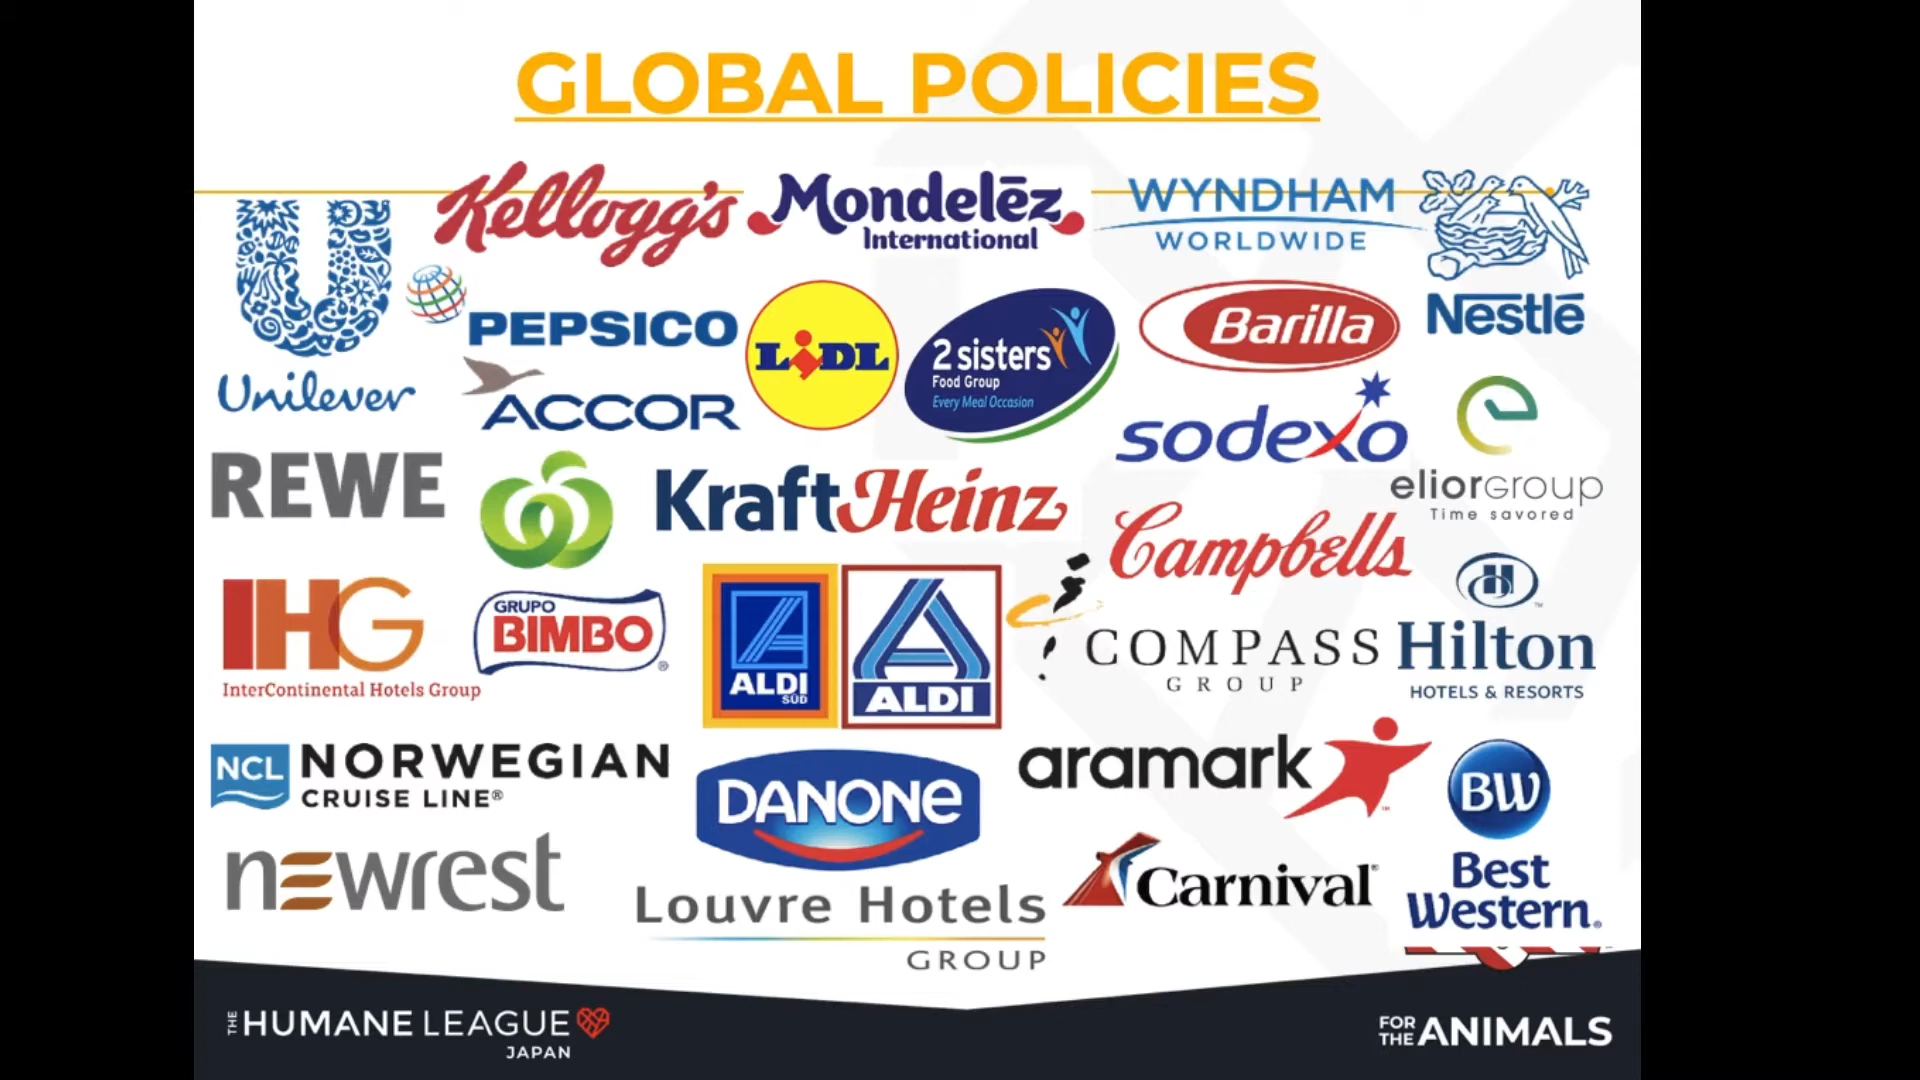 GLOBAL POLICIES
Kellogg's
Mondelēz
International
WYNDHAM
WORLDWIDE
Nestlé
Unilever
PEPSICO
LIDL
2 sisters
Food Group
Every Meal Occasion
Barilla
ACCOR
sodexo
eliorGROUP
Time savored
REWE
KraftHeinz
Campbells
IHG
InterContinental Hotels Group
GRUPO
BIMBO
®
ALDI
SÜD
ALDI
COMPASS
GROUP
H
Hilton
™
HOTELS & RESORTS
NCL
NORWEGIAN
CRUISE LINE®
DANONE
aramark
™
BW
Best
Western®
newrest
Louvre Hotels
GROUP
Carnival®
THE HUMANE LEAGUE
JAPAN
FOR
THE ANIMALS